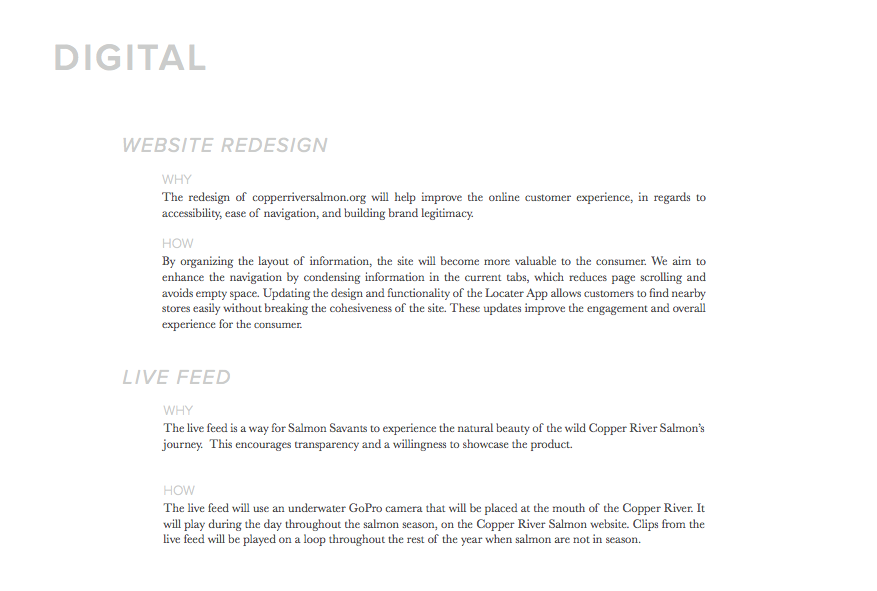 DIGITAL
WEBSITE REDESIGN
WHY
The redesign of copperriversalmon.org will help improve the online customer experience, in regards to
accessibility, ease of navigation, and building brand legitimacy.
HOW
By organizing the layout of information, the site will become more valuable to the consumer. We aim to
enhance the navigation by condensing information in the current tabs, which reduces page scrolling and
avoids empty space. Updating the design and functionality of the Locater App allows customers to find nearby
stores easily without breaking the cohesiveness of the site. These updates improve the engagement and overall
experience for the consumer.
LIVE FEED
WHY
The live feed is a way for Salmon Savants to experience the natural beauty of the wild Copper River Salmon's
journey. This encourages transparency and a willingness to showcase the product.
HOW
The live feed will use an underwater GoPro camera that will be placed at the mouth of the Copper River. It
will play during the day throughout the salmon season, on the Copper River Salmon website. Clips from the
live feed will be played on a loop throughout the rest of the year when salmon are not in season.